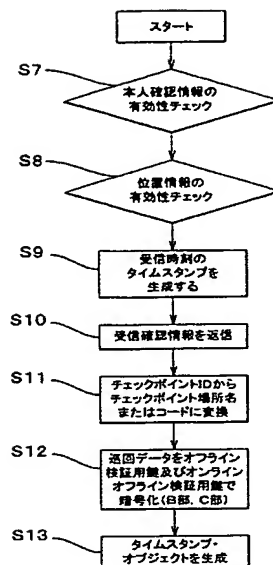 スタート
S7
本人確認情報の
有効性チェック
S8
位置情報の
有効性チェック
S9
受信時刻の
タイムスタンプを
生成する
S10
受信確認情報を返信
S11
チェックポイントIDから
チェックポイント場所名
またはコードに変換
S12
巡回データをオフライン
検証用鍵及びオンライン
オフライン検証用鍵で
暗号化(B部、C部)
S13
タイムスタンプ・
オブジェクトを生成